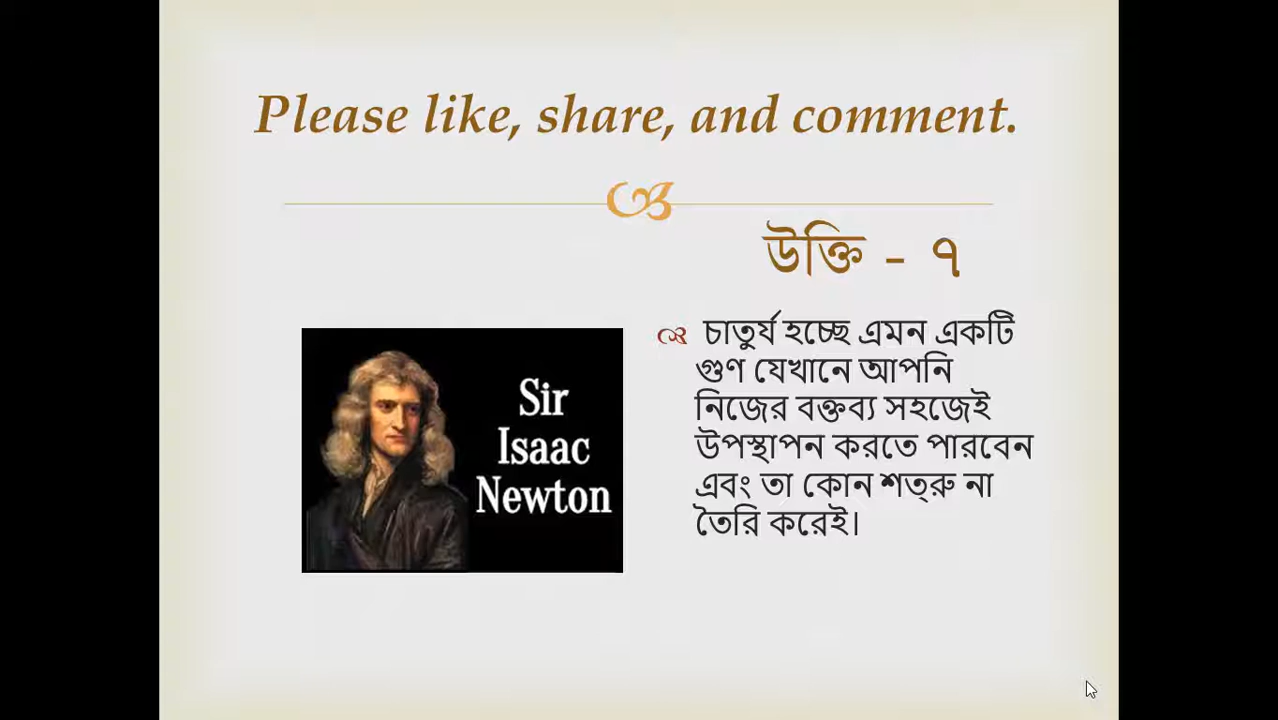 Please like, share, and comment.
উক্তি - ৭
Sir
Isaac
Newton
চাতুর্য হচ্ছে এমন একটি
গুণ যেখানে আপনি
নিজের বক্তব্য সহজেই
উপস্থাপন করতে পারবেন
এবং তা কোন শত্রু না
তৈরি করেই।